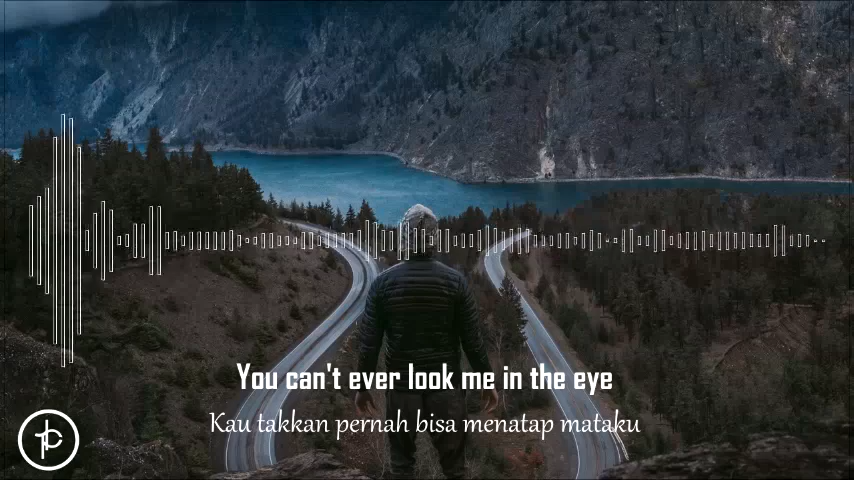 You can't ever look me in the eye
Kau takkan pernah bisa menatap mataku